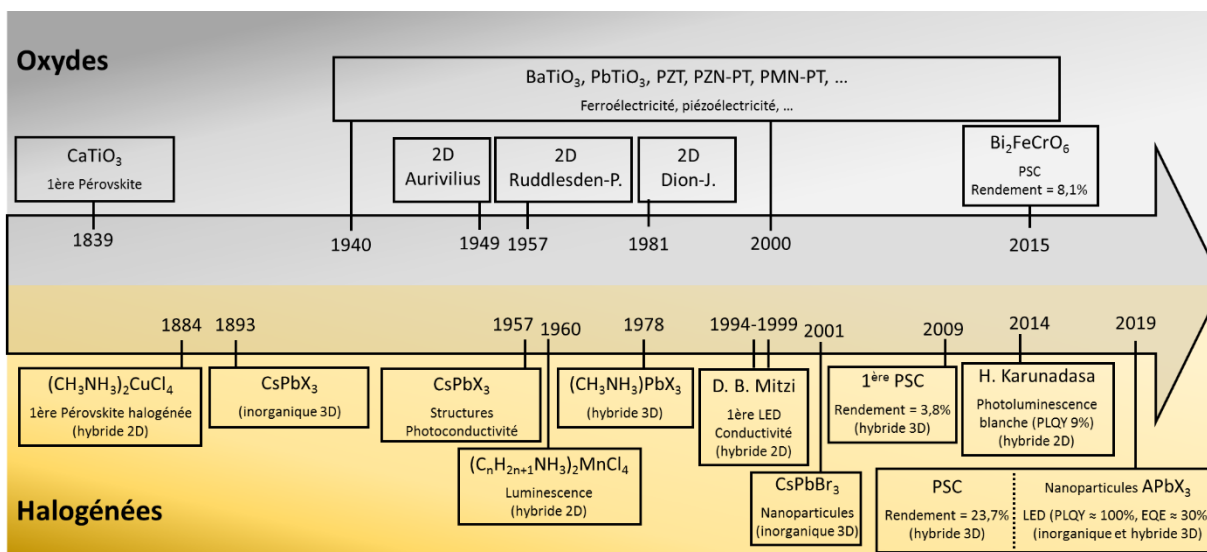 Oxydes
BaTiO₃, PbTiO₃, PZT, PZN-PT, PMN-PT, ...
Ferroélectricité, piézoélectricité, ...
CaTiO₃
1ère Pérovskite
2D
Aurivilius
2D
Ruddlesden-P.
2D
Dion-J.
Bi₂FeCrO₆
PSC
Rendement = 8,1%
1839
1940
1949
1957
1981
2000
2015
1884
1893
1957
1960
1978
1994-1999
2001
2009
2014
2019
(CH₃NH₃)₂CuCl₄
1ère Pérovskite halogénée
(hybride 2D)
CsPbX₃
(inorganique 3D)
CsPbX₃
Structures
Photoconductivité
(CₙH₂ₙ₊₁NH₃)₂MnCl₄
Luminescence
(hybride 2D)
(CH₃NH₃)PbX₃
(hybride 3D)
D. B. Mitzi
1ère LED
Conductivité
(hybride 2D)
CsPbBr₃
Nanoparticules
(inorganique 3D)
1ère PSC
Rendement = 3,8%
(hybride 3D)
H. Karunadasa
Photoluminescence
blanche (PLQY 9%)
(hybride 2D)
PSC
Rendement = 23,7%
(hybride 3D)
Nanoparticules APbX₃
LED (PLQY ≈ 100%, EQE ≈ 30%
(inorganique et hybride 3D)
Halogénées